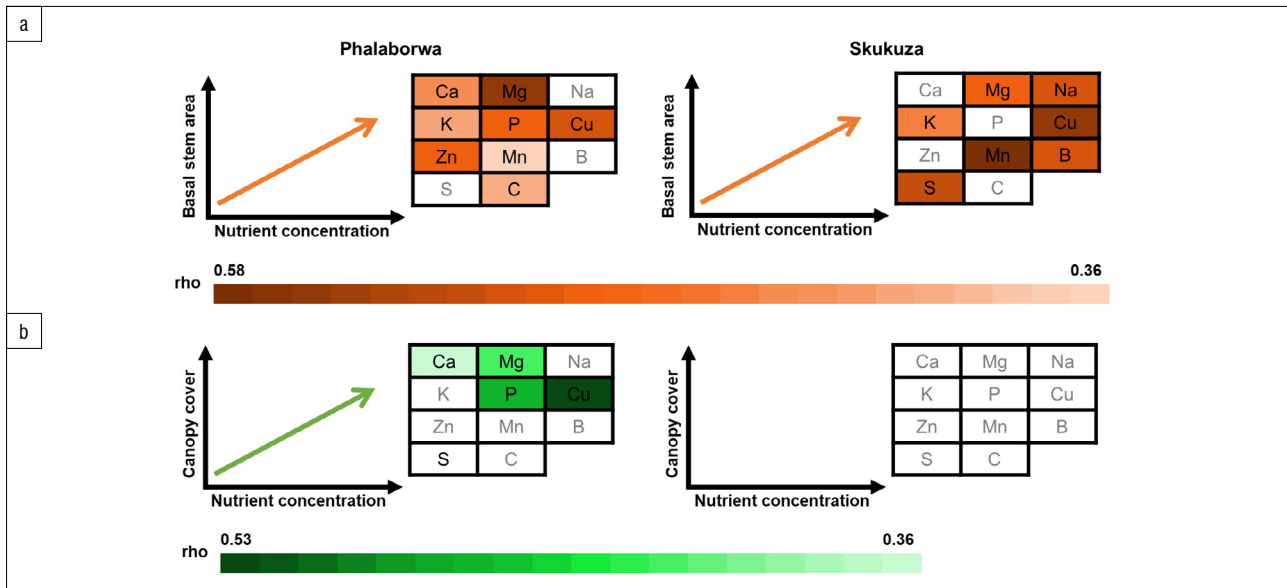 a
Phalaborwa
Skukuza
Basal stem area
Nutrient concentration
Ca Mg Na
K P Cu
Zn Mn B
S C
Basal stem area
Nutrient concentration
Ca Mg Na
K P Cu
Zn Mn B
S C
rho
0.58
0.36
b
Canopy cover
Nutrient concentration
Ca Mg Na
K P Cu
Zn Mn B
S C
Canopy cover
Nutrient concentration
Ca Mg Na
K P Cu
Zn Mn B
S C
rho
0.53
0.36